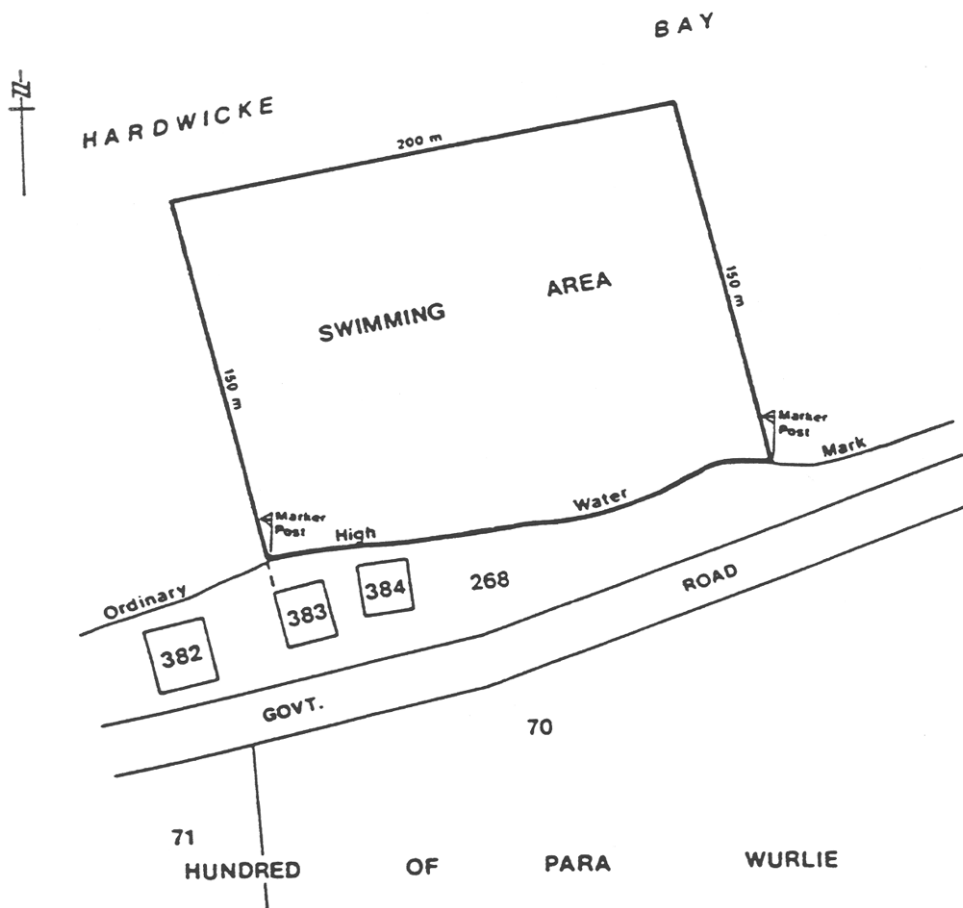 BAY
N
HARDWICKE
200 m
SWIMMING AREA
150 m
150 m
Marker
Post
Mark
Marker
Post
High
Water
Ordinary
384
268
383
382
ROAD
GOVT.
70
71
HUNDRED OF PARA WURLIE